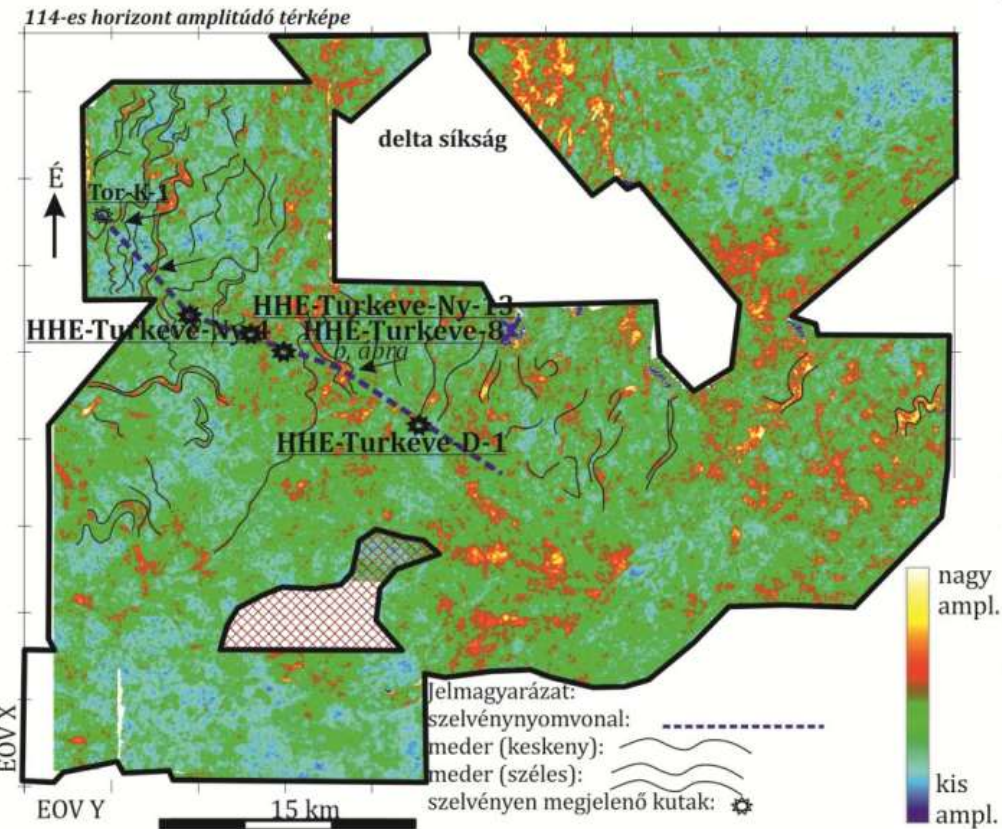 114-es horizont amplitúdó térképe
delta síkság
É
Tor-K-1
HHE-Turkeve-Ny-13
HHE-Turkeve-Ny-4
HHE-Turkeve-8
b. ábra
HHE-Turkeve-D-1
nagy
ampl.
Jelmagyarázat:
szelvénynyomvonal:
meder (keskeny):
meder (széles):
szelvényen megjelenő kutak:
kis
ampl.
EOV X
EOV Y
15 km